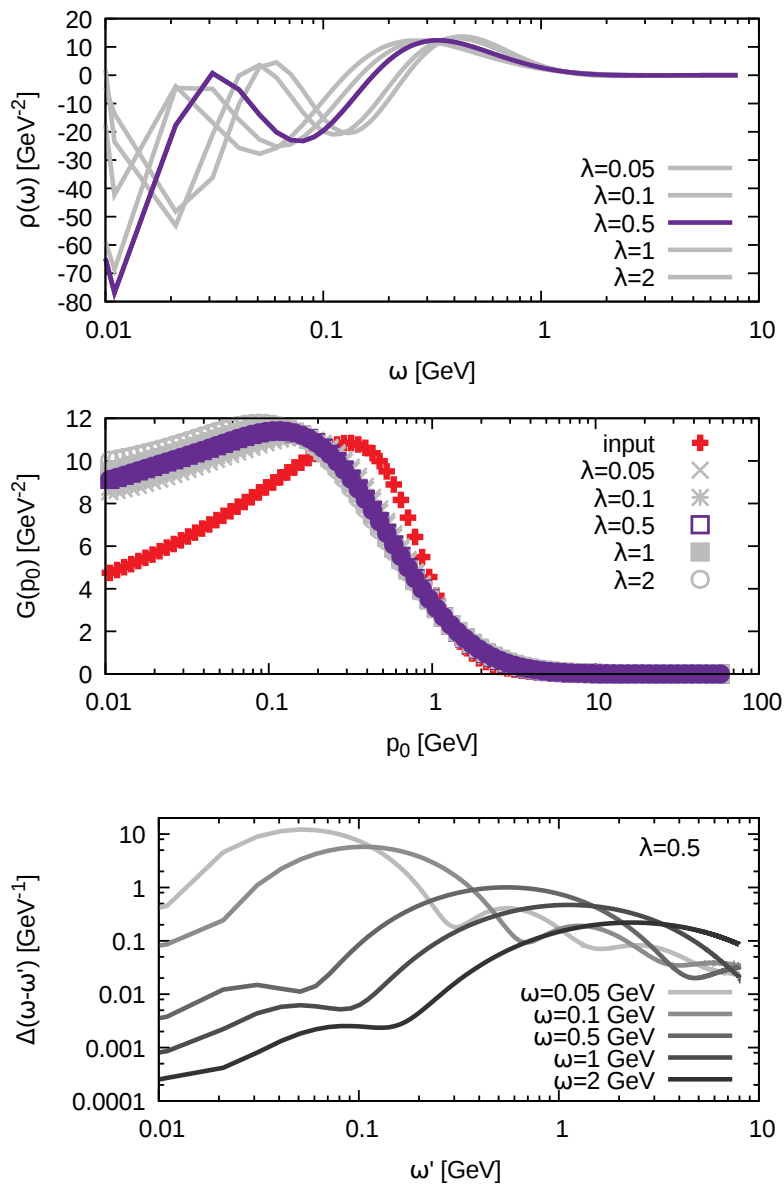 20
10
0
-10
-20
-30
-40
-50
-60
-70
-80
ρ(ω) [GeV⁻²]
λ=0.05
λ=0.1
λ=0.5
λ=1
λ=2
0.01 0.1 1 10
ω [GeV]
12
10
8
6
4
2
0
G(p₀) [GeV⁻²]
input
λ=0.05
λ=0.1
λ=0.5
λ=1
λ=2
0.01 0.1 1 10 100
p₀ [GeV]
10
1
0.1
0.01
0.001
0.0001
Δ(ω-ω') [GeV⁻¹]
λ=0.5
ω=0.05 GeV
ω=0.1 GeV
ω=0.5 GeV
ω=1 GeV
ω=2 GeV
0.01 0.1 1 10
ω' [GeV]